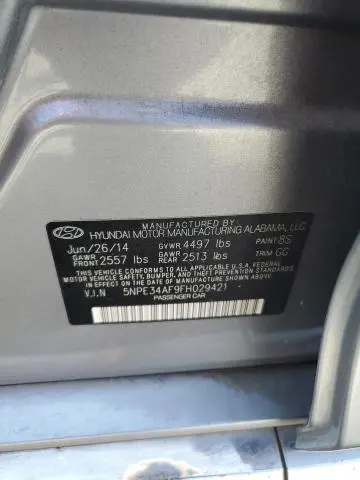 MANUFACTURED BY:
HYUNDAI MOTOR MANUFACTURING ALABAMA, LLC.
Jun/26/14 GVWR 4497 lbs PAINT 8S
GAWR FRONT 2557 lbs GAWR REAR 2513 lbs TRIM GG
THIS VEHICLE CONFORMS TO ALL APPLICABLE U.S. FEDERAL
MOTOR VEHICLE SAFETY, BUMPER, AND THEFT PREVENTION STANDARDS
IN EFFECT ON THE DATE OF MANUFACTURE SHOWN ABOVE.
V.I.N 5NPE34AF9FH029421
PASSENGER CAR